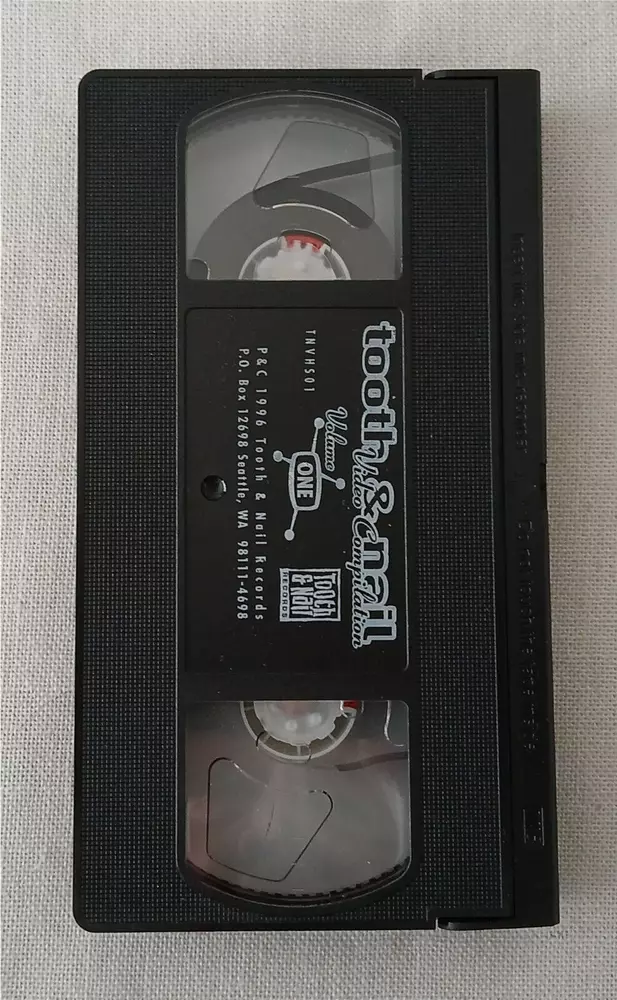 tooth & nail
Video Compilation
Volume
ONE
TNVHS01
Tooth
& Nail
RECORDS
P&C 1996 Tooth & Nail Records
P.O. Box 12698 Seattle, WA 98111-4698